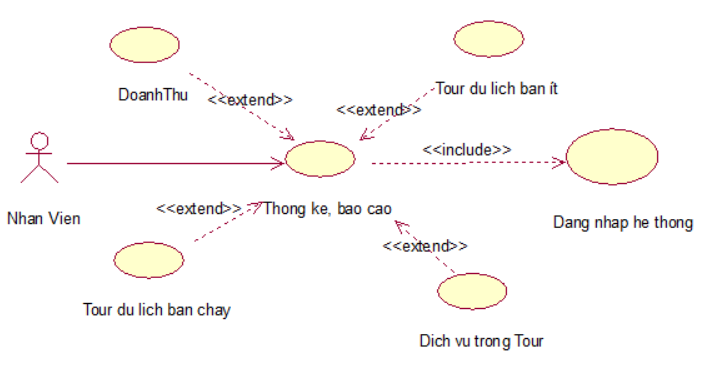 DoanhThu
<<extend>>
Tour du lich ban ít
<<extend>>
<<include>>
Nhan Vien
<<extend>>
Thong ke, bao cao
Dang nhap he thong
<<extend>>
Tour du lich ban chay
Dich vu trong Tour